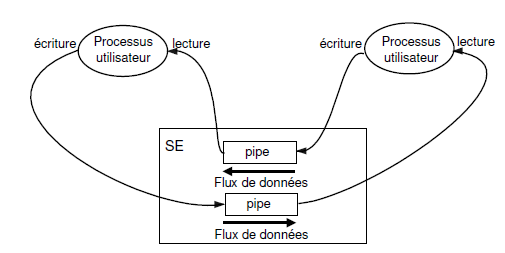 écriture
Processus
utilisateur
lecture
écriture
Processus
utilisateur
lecture
SE
pipe
Flux de données
pipe
Flux de données